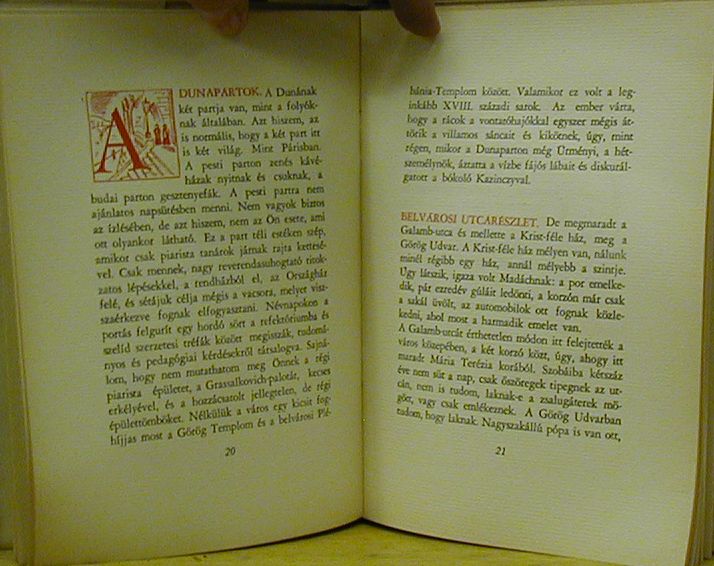 A DUNAPARTOK. A Dunának
két partja van, mint a folyók-
nak általában. Azt hiszem, az
is normális, hogy a két part itt
is két világ. Mint Párisban.
A pesti parton zenés kávé-
házak nyitnak és csuknak, a
budai parton gesztenyefák. A pesti partra nem
ajánlatos napsütésben menni. Nem vagyok biztos
az ízlésében, de azt hiszem, nem az Ön esete, ami
ott olyankor látható. Ez a part téli estéken szép,
amikor csak piarista tanárok járnak rajta kettesé-
vel. Csak mennek, nagy reverendasuhogtató titok-
zatos lépésekkel, a rendházból el, az Országház
felé, és sétájuk célja mégis a vacsora, melyet visz-
szaérkezve fognak elfogyasztani. Névnapokon a
portás felgurít egy hordó sört a refektóriumba és
szelíd szerzetesi tréfák között megisszák, tudomá-
nyos és pedagógiai kérdésekről társalogva. Sajná-
lom, hogy nem mutathatom meg Önnek a régi
piarista épületet, a Grassalkovich-palotát, kecses
erkélyével, és a hozzácsatolt jellegtelen, de régi
épülettömböket. Nélkülük a város egy kicsit fog-
híjjas most a Görög Templom és a belvárosi Plé-
20
bánia-Templom között. Valamikor ez volt a leg-
inkább XVIII. századi sarok. Az ember várta,
hogy a rácok a vontatóhajókkal egyszer mégis át-
törik a villamos sáncait és kikötnek, úgy, mint
régen, mikor a Dunaparton még Ürményi, a hét-
személynök, áztatta a vízbe fájós lábait és diskurál-
gatott a bókoló Kazinczyval.
BELVÁROSI UTCARÉSZLET. De megmaradt a
Galamb-utca és mellette a Krist-féle ház, meg a
Görög Udvar. A Krist-féle ház mélyen van, nálunk
minél régibb egy ház, annál mélyebb a szintje.
Úgy látszik, igaza volt Madáchnak: a por emelke-
dik, pár ezredév gúláit ledönti, a korzón már csak
a sakál üvölt, az automobilok ott fognak közle-
kedni, ahol most a harmadik emelet van.
A Galamb-utcát érthetetlen módon itt felejtették a
város közepében, a két korzó közt, úgy, ahogy itt
maradt Mária Terézia korából. Szobáiba kétszáz
éve nem süt a nap, csak őszöregek tipegnek az ut-
cán, nem is tudom, laknak-e a zsalugáterek mö-
gött, vagy csak emlékeznek. A Görög Udvarban
tudom, hogy laknak. Nagyszakállú pópa is van ott,
21